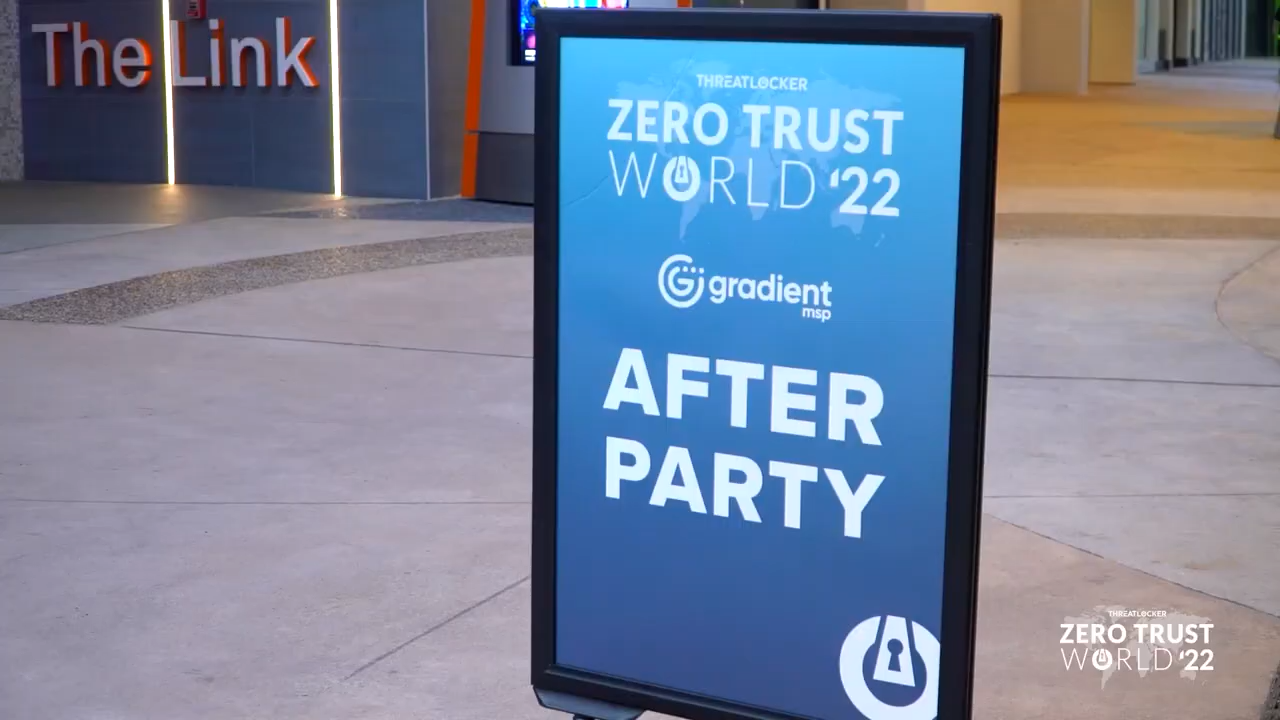 The Link
THREATLOCKER
ZERO TRUST
WORLD '22
gradient
msp
AFTER
PARTY
THREATLOCKER
ZERO TRUST
WORLD '22